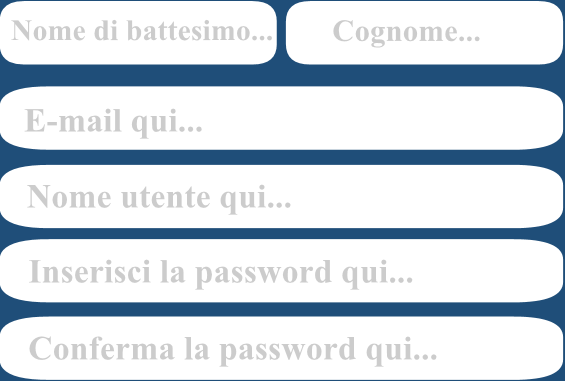 Nome di battesimo... Cognome...
E-mail qui...
Nome utente qui...
Inserisci la password qui...
Conferma la password qui...